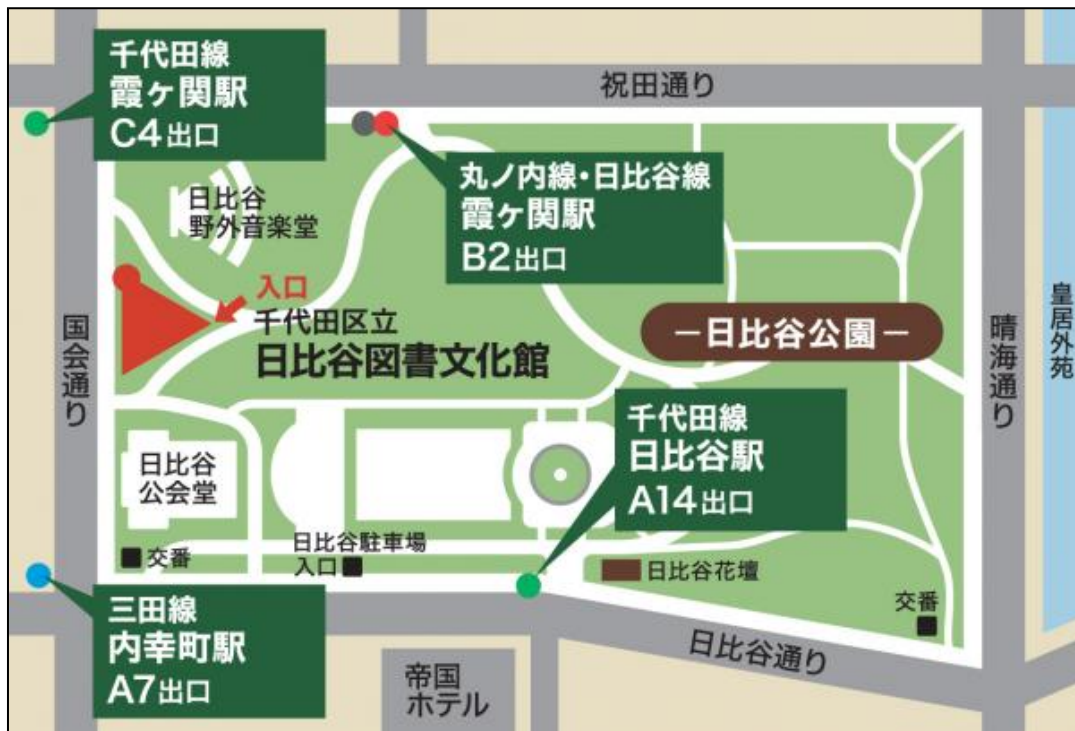 千代田線
霞ヶ関駅
C4出口
祝田通り
丸ノ内線・日比谷線
霞ヶ関駅
B2出口
日比谷
野外音楽堂
入口
千代田区立
日比谷図書文化館
国会通り
－日比谷公園－
晴海通り
皇居外苑
千代田線
日比谷駅
A14出口
日比谷
公会堂
交番
日比谷駐車場
入口
日比谷花壇
交番
三田線
内幸町駅
A7出口
日比谷通り
帝国
ホテル